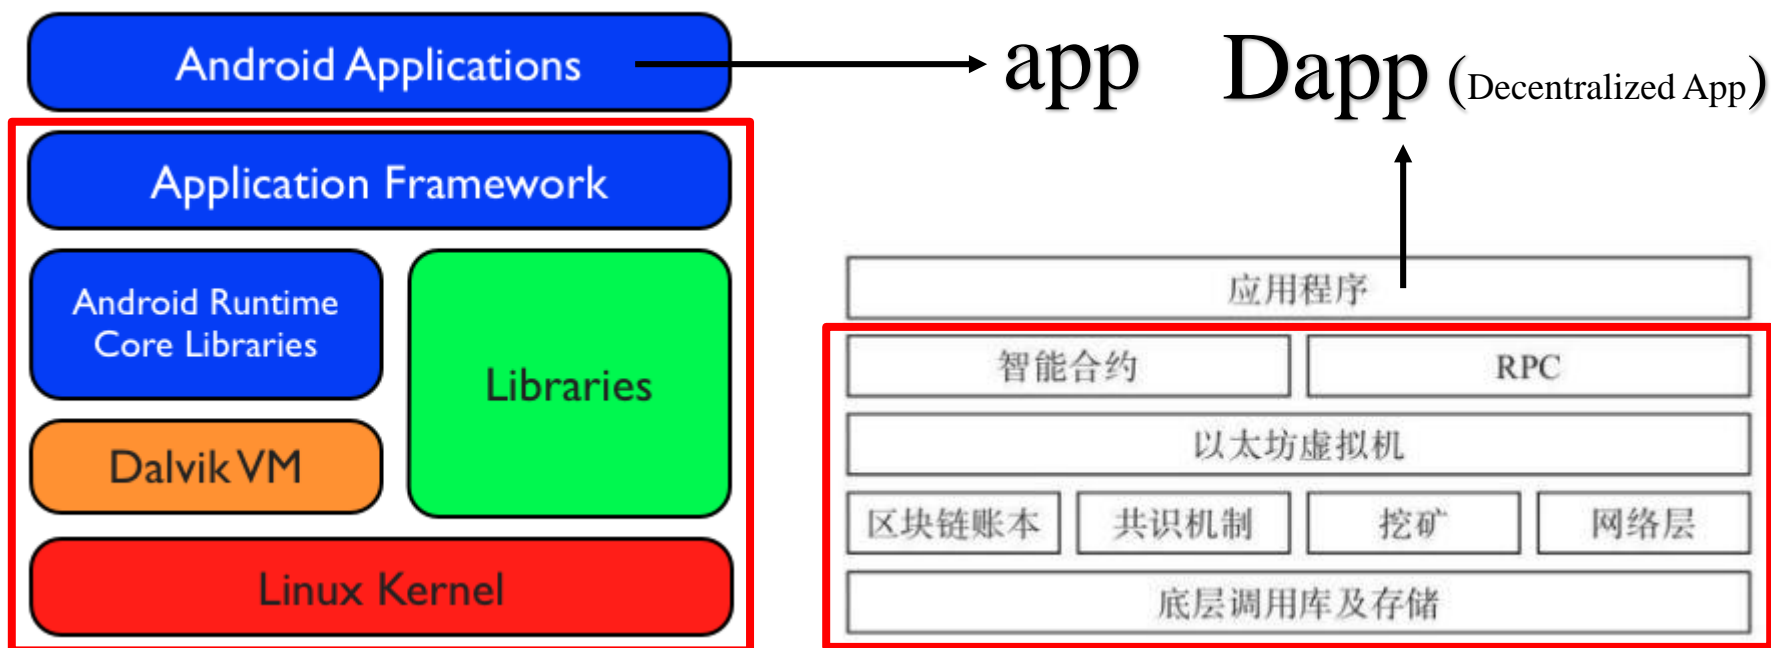 Android Applications
app
Dapp (Decentralized App)
Application Framework
Android Runtime
Core Libraries
Libraries
Dalvik VM
Linux Kernel
应用程序
智能合约
RPC
以太坊虚拟机
区块链账本
共识机制
挖矿
网络层
底层调用库及存储